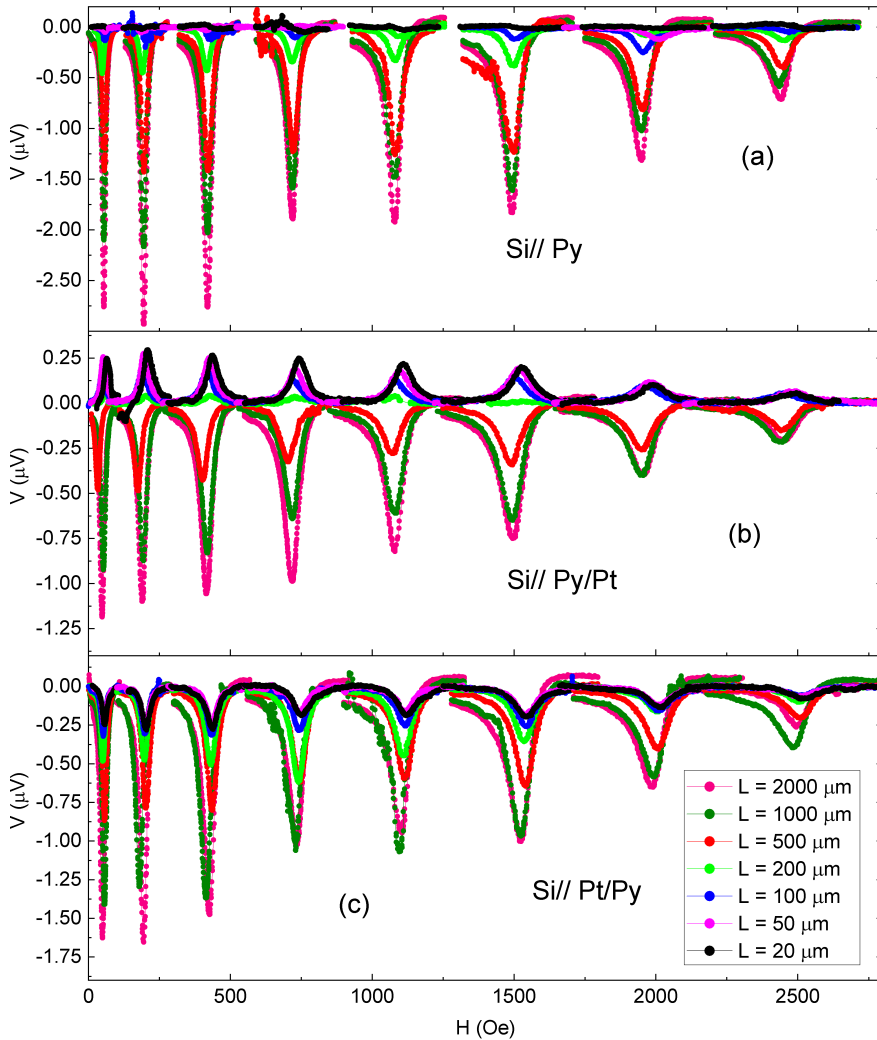 0.00
-0.50
-1.00
-1.50
-2.00
-2.50
V (μV)
(a)
Si// Py
0.25
0.00
-0.25
-0.50
-0.75
-1.00
-1.25
V (μV)
(b)
Si// Py/Pt
0.00
-0.25
-0.50
-0.75
-1.00
-1.25
-1.50
-1.75
V (μV)
(c)
Si// Pt/Py
L = 2000 μm
L = 1000 μm
L = 500 μm
L = 200 μm
L = 100 μm
L = 50 μm
L = 20 μm
0 500 1000 1500 2000 2500
H (Oe)